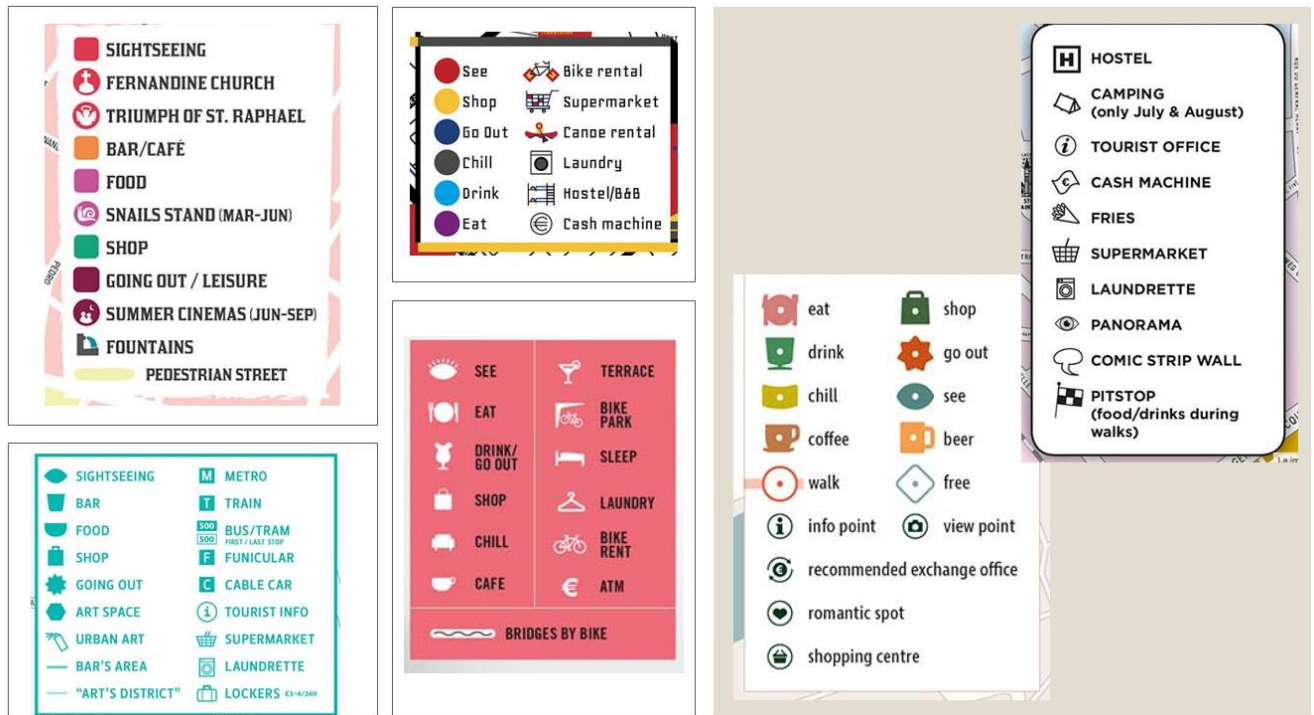 SIGHTSEEING
FERNANDINE CHURCH
TRIUMPH OF ST. RAPHAEL
BAR/CAFÉ
FOOD
SNAILS STAND (MAR-JUN)
SHOP
GOING OUT / LEISURE
SUMMER CINEMAS (JUN-SEP)
FOUNTAINS
PEDESTRIAN STREET
PEDRO
See
Shop
Go Out
Chill
Drink
Eat
Bike rental
Supermarket
Canoe rental
Laundry
Hostel/B&B
€ Cash machine
H HOSTEL
CAMPING
(only July & August)
i TOURIST OFFICE
€ CASH MACHINE
FRIES
SUPERMARKET
LAUNDRETTE
PANORAMA
COMIC STRIP WALL
PITSTOP
(food/drinks during
walks)
SIGHTSEEING
BAR
FOOD
SHOP
GOING OUT
ART SPACE
URBAN ART
BAR'S AREA
"ART'S DISTRICT"
M METRO
T TRAIN
500 BUS/TRAM
500 FIRST / LAST STOP
F FUNICULAR
C CABLE CAR
i TOURIST INFO
SUPERMARKET
LAUNDRETTE
LOCKERS €3-4/24H
SEE
EAT
DRINK/
GO OUT
SHOP
CHILL
CAFE
TERRACE
BIKE
PARK
SLEEP
LAUNDRY
BIKE
RENT
€ ATM
BRIDGES BY BIKE
eat
drink
chill
coffee
walk
i info point
shop
go out
see
beer
free
view point
€ recommended exchange office
romantic spot
shopping centre